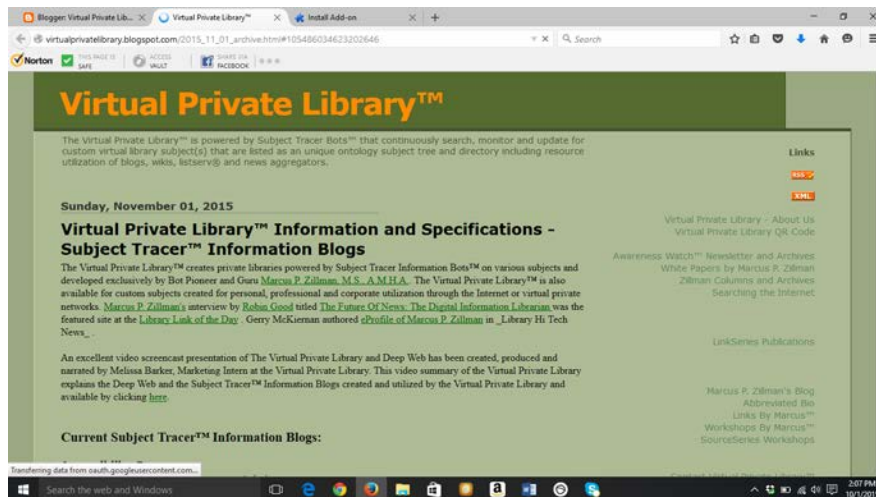 Blogger: Virtual Private Lib...
Virtual Private Library™
Install Add-on
virtualprivatelibrary.blogspot.com/2015_11_01_archive.html#105486034623202646
Search
Norton
THIS PAGE IS SAFE
ACCESS VAULT
SHARE VIA FACEBOOK
Virtual Private Library™
The Virtual Private Library™ is powered by Subject Tracer Bots™ that continuously search, monitor and update for
custom virtual library subject(s) that are listed as an unique ontology subject tree and directory including resource
utilization of blogs, wikis, listserv® and news aggregators.
Links
RSS
XML
Sunday, November 01, 2015
Virtual Private Library™ Information and Specifications -
Subject Tracer™ Information Blogs
The Virtual Private Library™ creates private libraries powered by Subject Tracer Information Bots™ on various subjects and
developed exclusively by Bot Pioneer and Guru Marcus P. Zillman, M.S., A.M.H.A. The Virtual Private Library™ is also
available for custom subjects created for personal, professional and corporate utilization through the Internet or virtual private
networks. Marcus P. Zillman's interview by Robin Good titled The Future Of News: The Digital Information Librarian was the
featured site at the Library Link of the Day . Gerry McKiernan authored eProfile of Marcus P. Zillman in _Library Hi Tech
News_ .
An excellent video screencast presentation of The Virtual Private Library and Deep Web has been created, produced and
narrated by Melissa Barker, Marketing Intern at the Virtual Private Library. This video summary of the Virtual Private Library
explains the Deep Web and the Subject Tracer™ Information Blogs created and utilized by the Virtual Private Library and
available by clicking here.
Current Subject Tracer™ Information Blogs:
Virtual Private Library - About Us
Virtual Private Library QR Code
Awareness Watch™ Newsletter and Archives
White Papers by Marcus P. Zillman
Zillman Columns and Archives
Searching the Internet
LinkSeries Publications
Marcus P. Zillman's Blog
Abbreviated Bio
Links By Marcus™
Workshops By Marcus™
SourceSeries Workshops
Transferring data from oauth.googleusercontent.com...
Search the web and Windows
2:07 PM